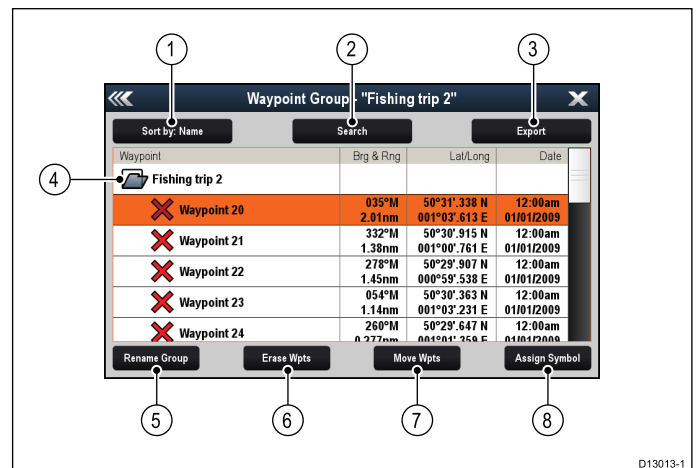 1 2 3
Waypoint Group - "Fishing trip 2"
Sort by: Name Search Export
Waypoint Brg & Rng Lat/Long Date
4 Fishing trip 2
Waypoint 20 035°M 50°31'.338 N 12:00am
2.01nm 001°03'.613 E 01/01/2009
Waypoint 21 332°M 50°30'.915 N 12:00am
1.38nm 001°00'.761 E 01/01/2009
Waypoint 22 278°M 50°29'.907 N 12:00am
1.45nm 000°59'.538 E 01/01/2009
Waypoint 23 054°M 50°30'.363 N 12:00am
1.14nm 001°03'.231 E 01/01/2009
Waypoint 24 260°M 50°29'.647 N 12:00am
0.277nm 001°01'.359 E 01/01/2009
Rename Group Erase Wpts Move Wpts Assign Symbol
5 6 7 8
D13013-1